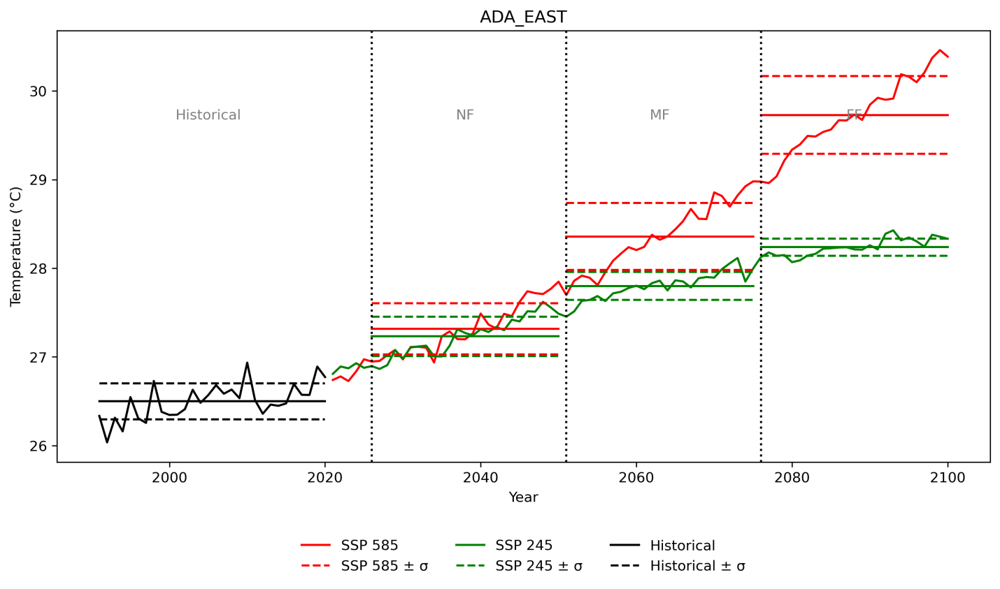 ADA_EAST
Temperature (°C)
30
29
28
27
26
Historical
NF
MF
FF
2000
2020
2040
2060
2080
2100
Year
SSP 585
SSP 245
Historical
SSP 585 ± σ
SSP 245 ± σ
Historical ± σ